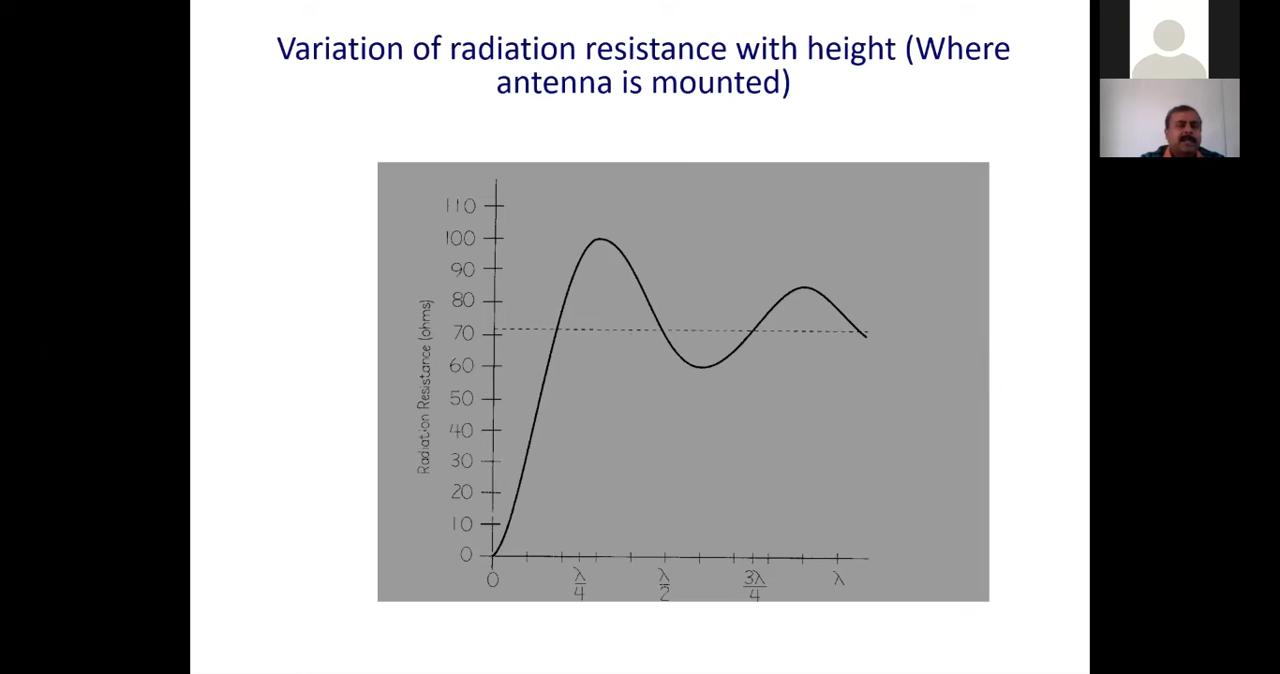 Variation of radiation resistance with height (Where
antenna is mounted)
110
100
90
80
70
60
50
40
30
20
10
0
Radiation Resistance (ohms)
0
λ/4
λ/2
3λ/4
λ